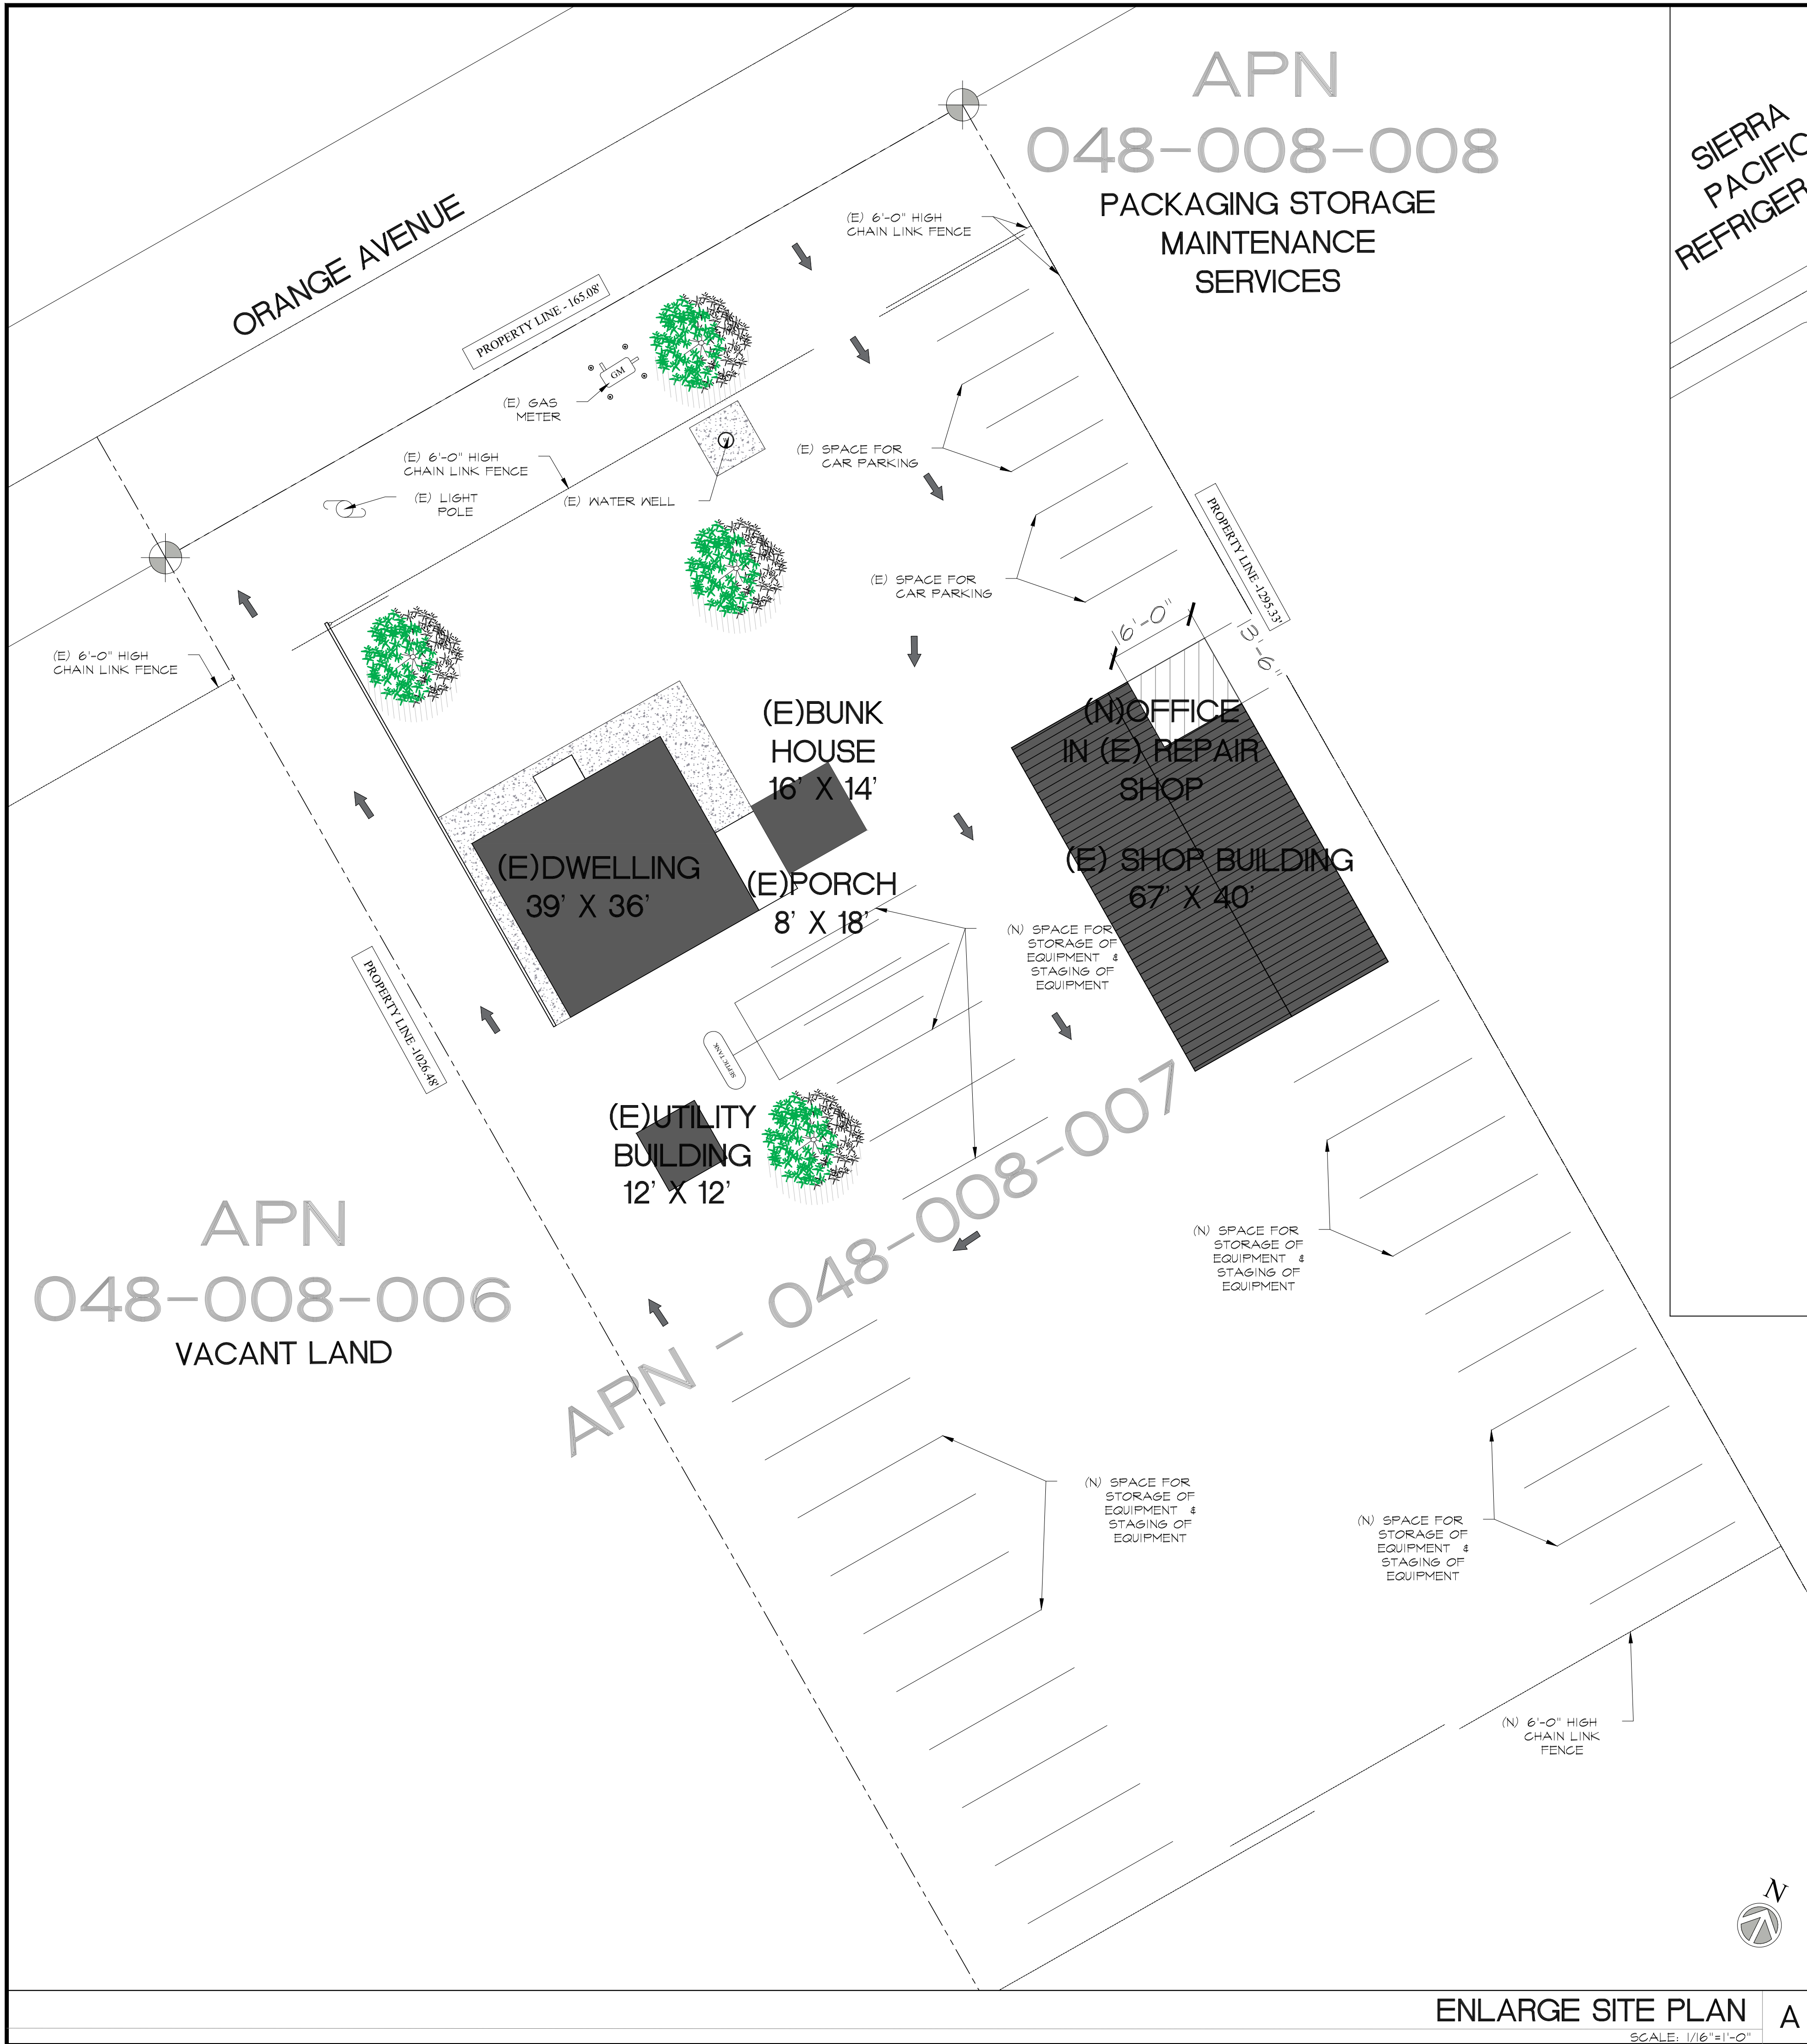 APN
048-008-008
PACKAGING STORAGE
MAINTENANCE
SERVICES
SIERRA
PACIFIC
ORANGE AVENUE
PROPERTY LINE - 165.08'
(E) 6'-0" HIGH
CHAIN LINK FENCE
GM
(E) GAS
METER
(E) 6'-0" HIGH
CHAIN LINK FENCE
(E) LIGHT
POLE
(E) WATER WELL
(E) SPACE FOR
CAR PARKING
(E) SPACE FOR
CAR PARKING
PROPERTY LINE -1295.33'
6'-0"
3'-6"
(E) 6'-0" HIGH
CHAIN LINK FENCE
(E)BUNK
HOUSE
16' X 14'
(N)OFFICE
IN (E) REPAIR
SHOP
(E)DWELLING
39' X 36'
(E)PORCH
8' X 18'
(E) SHOP BUILDING
67' X 40'
(N) SPACE FOR
STORAGE OF
EQUIPMENT &
STAGING OF
EQUIPMENT
PROPERTY LINE -1026.48'
SEPTIC TANK
(E)UTILITY
BUILDING
12' X 12'
APN - 048-008-007
APN
048-008-006
VACANT LAND
(N) SPACE FOR
STORAGE OF
EQUIPMENT &
STAGING OF
EQUIPMENT
(N) SPACE FOR
STORAGE OF
EQUIPMENT &
STAGING OF
EQUIPMENT
(N) SPACE FOR
STORAGE OF
EQUIPMENT &
STAGING OF
EQUIPMENT
(N) 6'-0" HIGH
CHAIN LINK
FENCE
N
ENLARGE SITE PLAN
A
SCALE: 1/16"=1'-0"